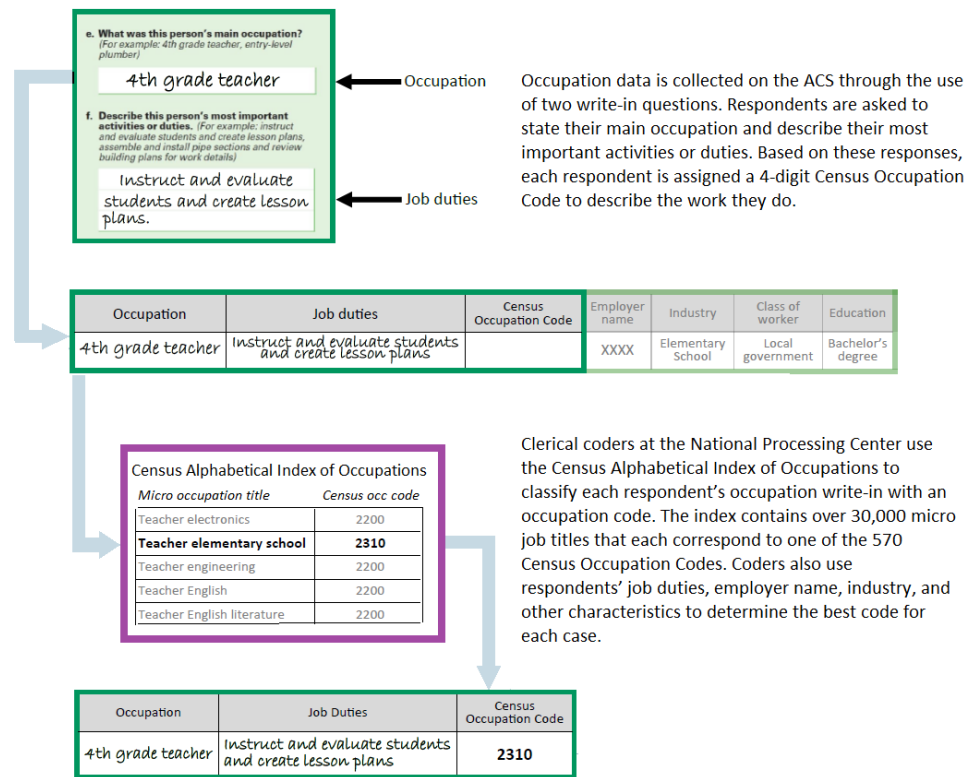 e. What was this person's main occupation?
(For example: 4th grade teacher, entry-level
plumber)
4th grade teacher
Occupation
f. Describe this person's most important
activities or duties. (For example: instruct
and evaluate students and create lesson plans,
assemble and install pipe sections and review
building plans for work details)
Instruct and evaluate
students and create lesson
plans.
Job duties
Occupation data is collected on the ACS through the use
of two write-in questions. Respondents are asked to
state their main occupation and describe their most
important activities or duties. Based on these responses,
each respondent is assigned a 4-digit Census Occupation
Code to describe the work they do.
Occupation Job duties Census Occupation Code Employer name Industry Class of worker Education
4th grade teacher Instruct and evaluate students and create lesson plans XXXX Elementary School Local government Bachelor's degree
Census Alphabetical Index of Occupations
Micro occupation title Census occ code
Teacher electronics 2200
Teacher elementary school 2310
Teacher engineering 2200
Teacher English 2200
Teacher English literature 2200
Clerical coders at the National Processing Center use
the Census Alphabetical Index of Occupations to
classify each respondent's occupation write-in with an
occupation code. The index contains over 30,000 micro
job titles that each correspond to one of the 570
Census Occupation Codes. Coders also use
respondents' job duties, employer name, industry, and
other characteristics to determine the best code for
each case.
Occupation Job Duties Census Occupation Code
4th grade teacher Instruct and evaluate students and create lesson plans 2310